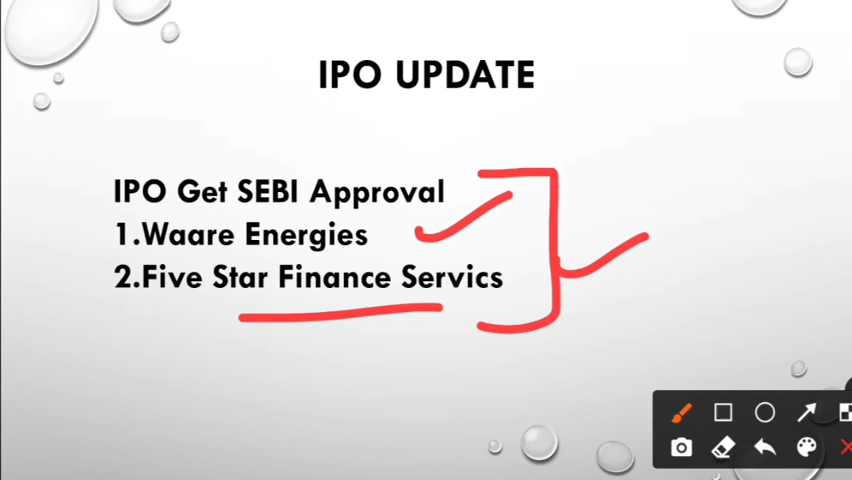 IPO UPDATE
IPO Get SEBI Approval
1.Waare Energies
2.Five Star Finance Servics